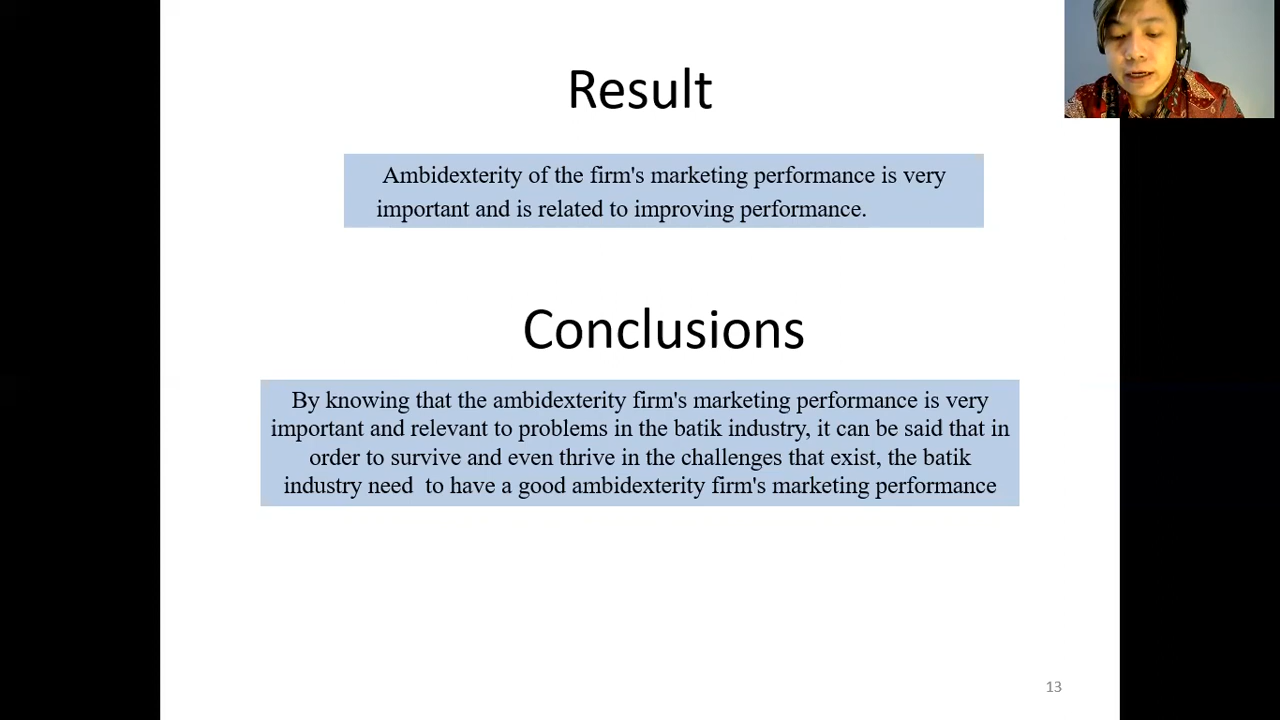 Result
Ambidexterity of the firm's marketing performance is very
important and is related to improving performance.
Conclusions
By knowing that the ambidexterity firm's marketing performance is very
important and relevant to problems in the batik industry, it can be said that in
order to survive and even thrive in the challenges that exist, the batik
industry need  to have a good ambidexterity firm's marketing performance
13